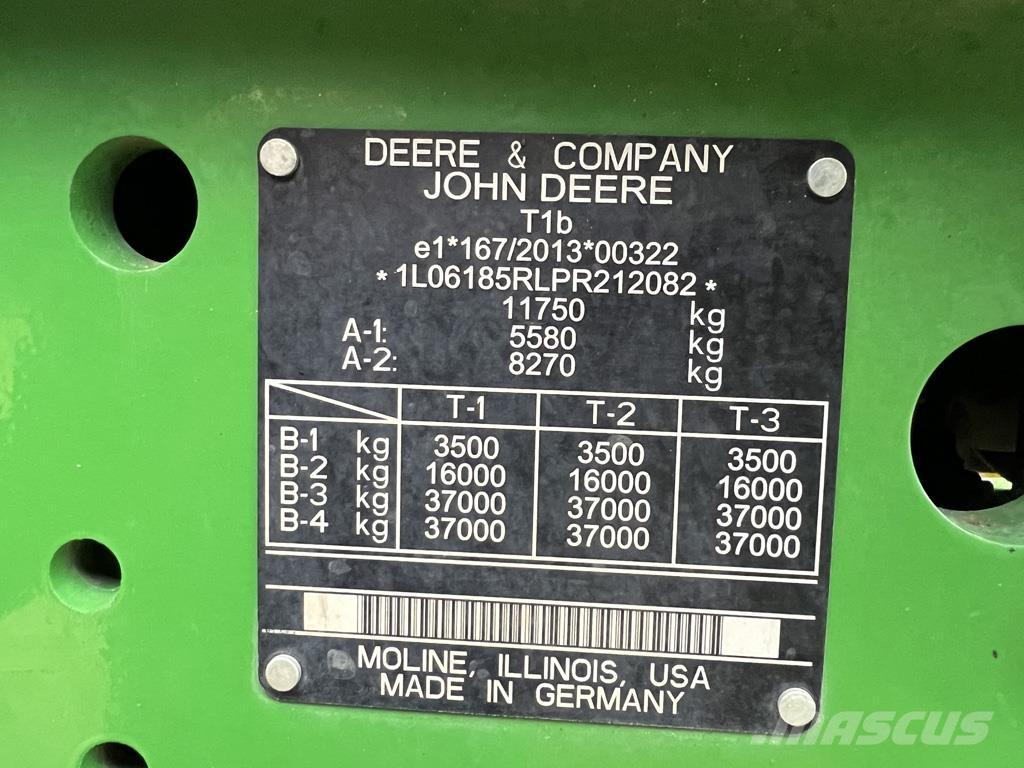 DEERE & COMPANY
JOHN DEERE
T1b
e1*167/2013*00322
*1L06185RLPR212082*
11750 kg
A-1: 5580 kg
A-2: 8270 kg
T-1 T-2 T-3
B-1 kg 3500 3500 3500
B-2 kg 16000 16000 16000
B-3 kg 37000 37000 37000
B-4 kg 37000 37000 37000
MOLINE, ILLINOIS, USA
MADE IN GERMANY
MASCUS